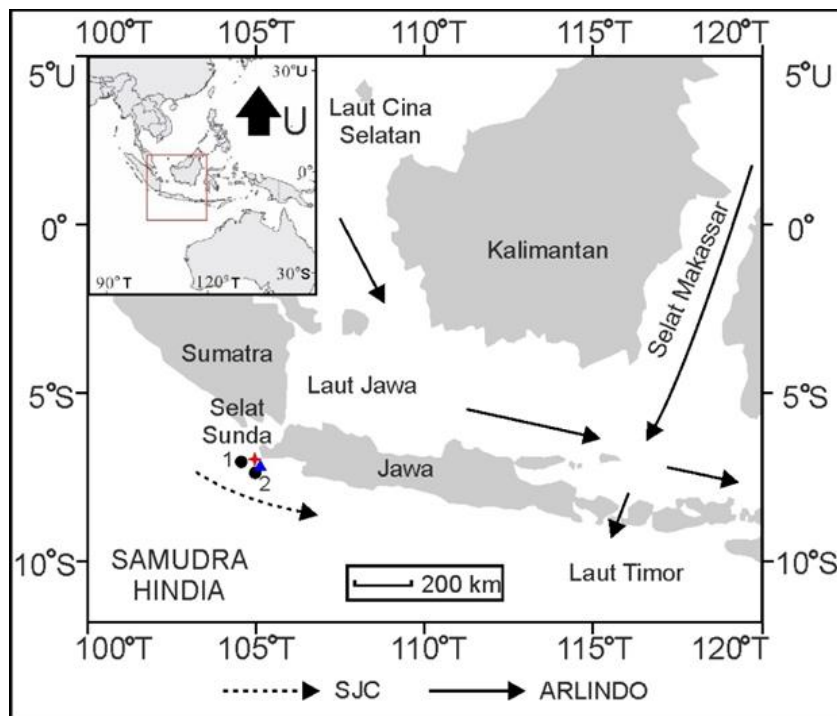 100°T 105°T 110°T 115°T 120°T
5°U 5°U
30°U
U
0°
30°S
90°T 120°T
Laut Cina
Selatan
0° 0°
Kalimantan
Selat Makassar
Sumatra
Laut Jawa
5°S 5°S
Selat
Sunda
1
2
Jawa
10°S 10°S
SAMUDRA
HINDIA
200 km
Laut Timor
100°T 105°T 110°T 115°T 120°T
SJC ARLINDO